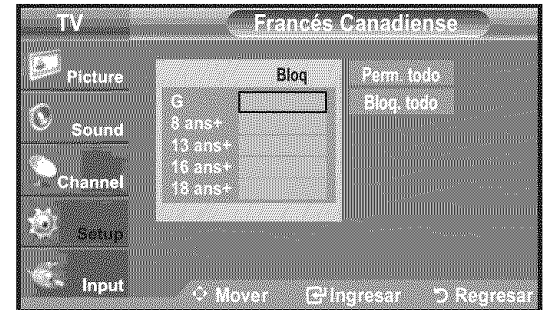 TV
Francés Canadiense
Picture
Sound
Channel
Setup
Input
Bloq
G
8 ans+
13 ans+
16 ans+
18 ans+
Perm. todo
Bloq. todo
Mover
Ingresar
Regresar